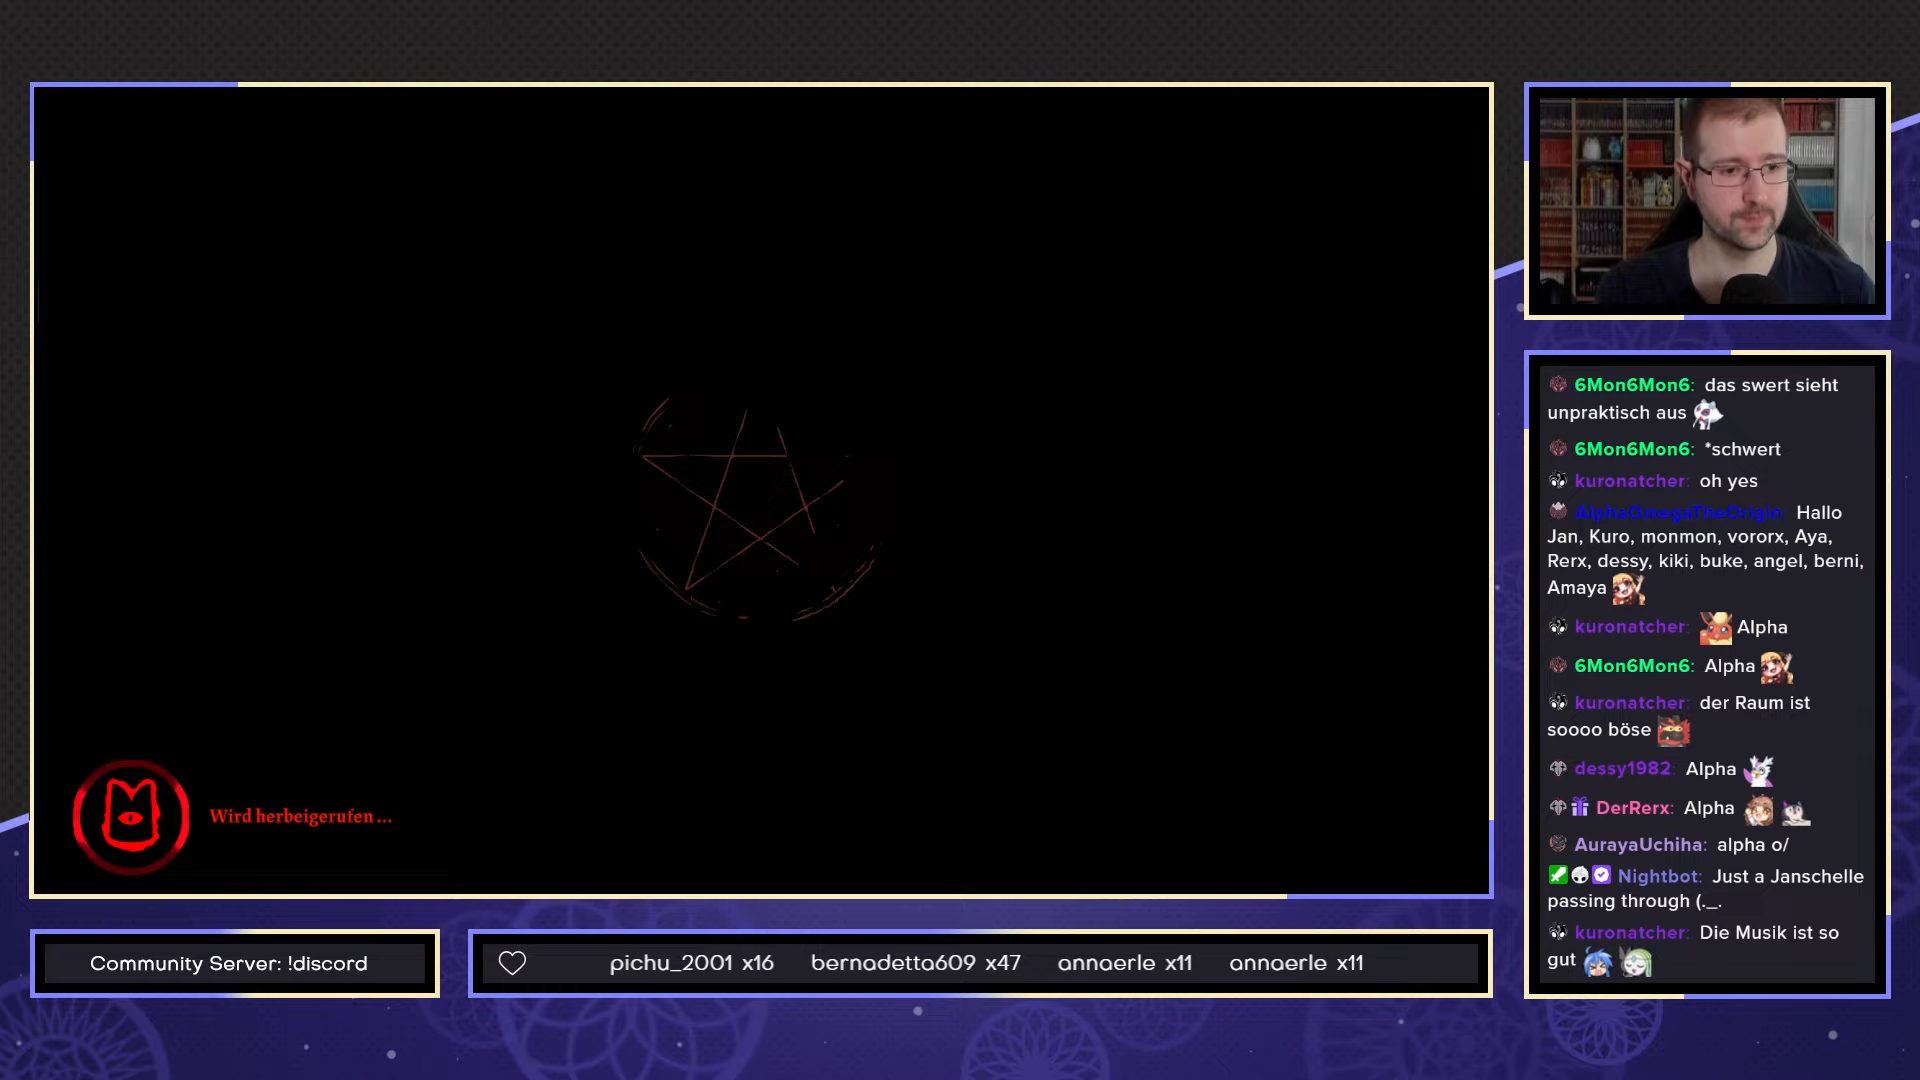 Wird herbeigerufen ...
6Mon6Mon6: das swert sieht
unpraktisch aus
6Mon6Mon6: *schwert
kuronatcher: oh yes
AlphaOmegaTheOrigin: Hallo
Jan, Kuro, monmon, vororx, Aya,
Rerx, dessy, kiki, buke, angel, berni,
Amaya
kuronatcher: Alpha
6Mon6Mon6: Alpha
kuronatcher: der Raum ist
soooo böse
dessy1982: Alpha
DerRerx: Alpha
AurayaUchiha: alpha o/
Nightbot: Just a Janschelle
passing through (._.
kuronatcher: Die Musik ist so
gut
Community Server: !discord
pichu_2001 x16 bernadetta609 x47 annaerle x11 annaerle x11